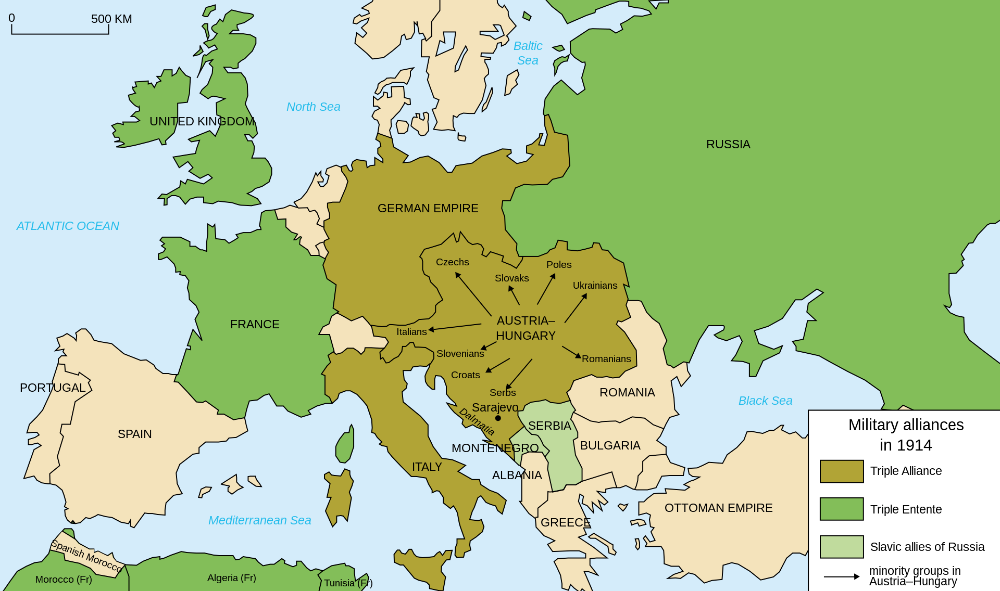 0 500 KM
Baltic
Sea
North Sea
UNITED KINGDOM
RUSSIA
GERMAN EMPIRE
ATLANTIC OCEAN
Czechs
Poles
Slovaks
Ukrainians
AUSTRIA–
HUNGARY
FRANCE
Italians
Slovenians
Romanians
Croats
Serbs
PORTUGAL
ROMANIA
Black Sea
Sarajevo
Dalmatia
SERBIA
SPAIN
MONTENEGRO
BULGARIA
ITALY
ALBANIA
OTTOMAN EMPIRE
Mediterranean Sea
GREECE
Spanish Morocco
Morocco (Fr)
Algeria (Fr)
Tunisia (Fr)
Military alliances
in 1914
Triple Alliance
Triple Entente
Slavic allies of Russia
minority groups in
Austria–Hungary